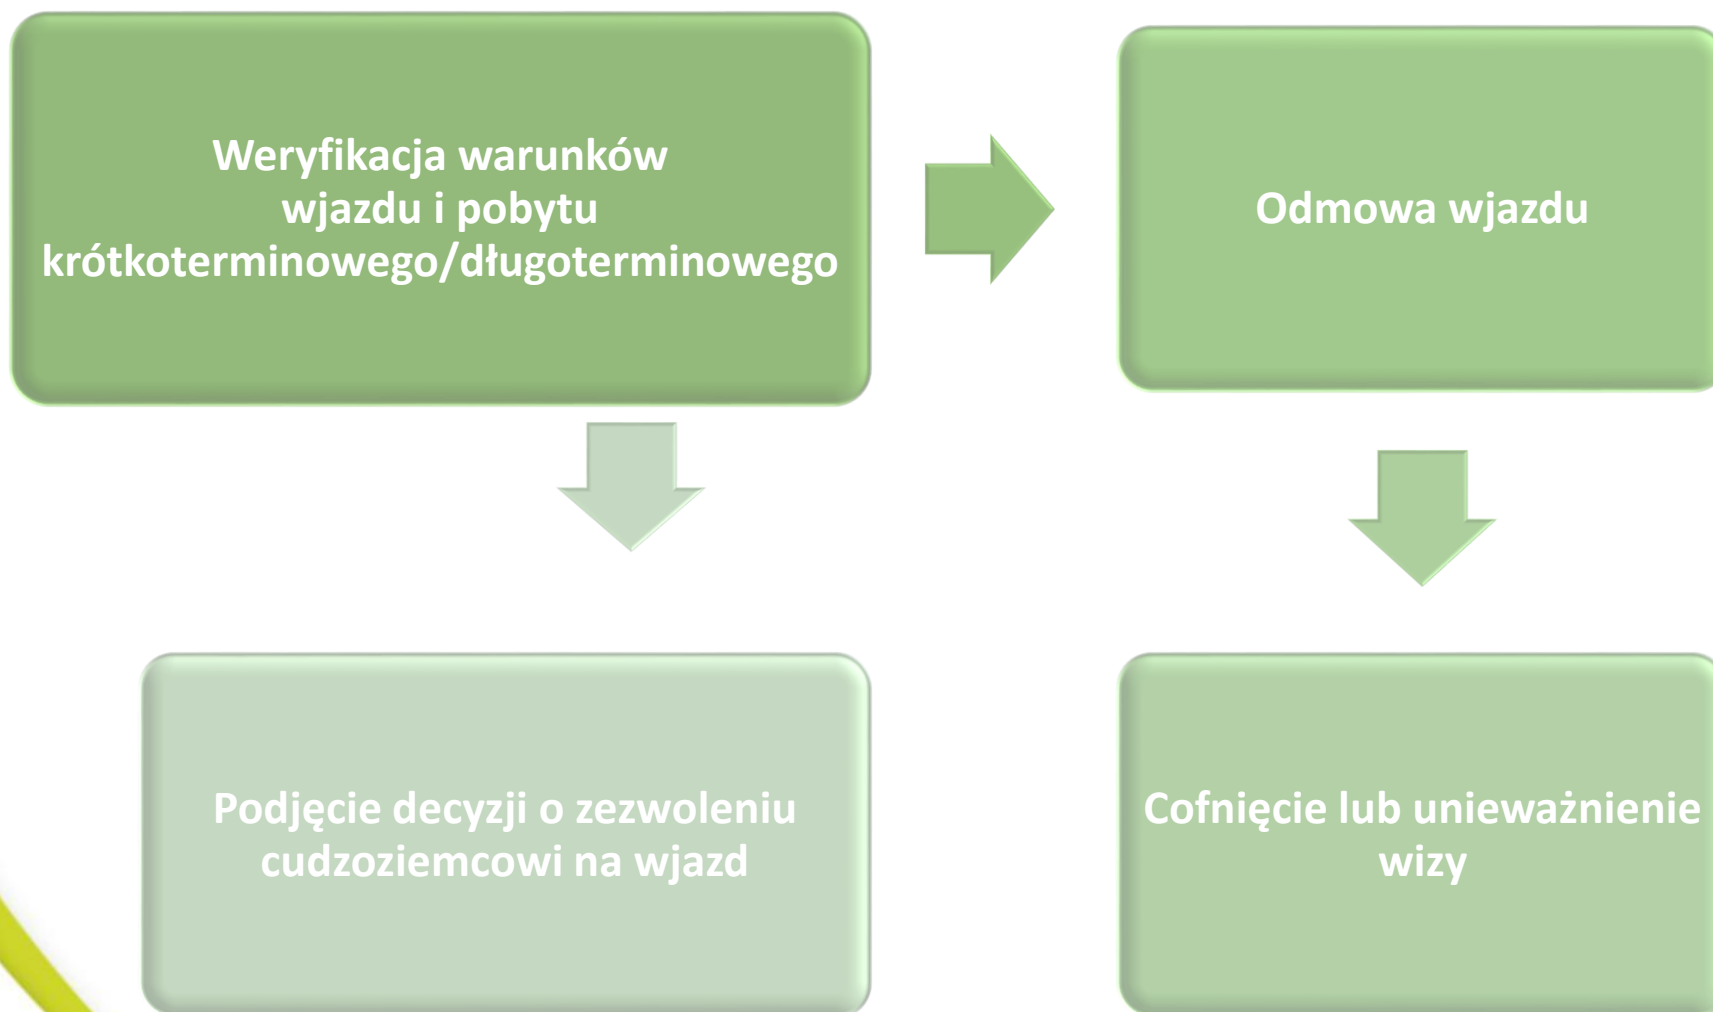 Weryfikacja warunków
wjazdu i pobytu
krótkoterminowego/długoterminowego
Odmowa wjazdu
Podjęcie decyzji o zezwoleniu
cudzoziemcowi na wjazd
Cofnięcie lub unieważnienie
wizy